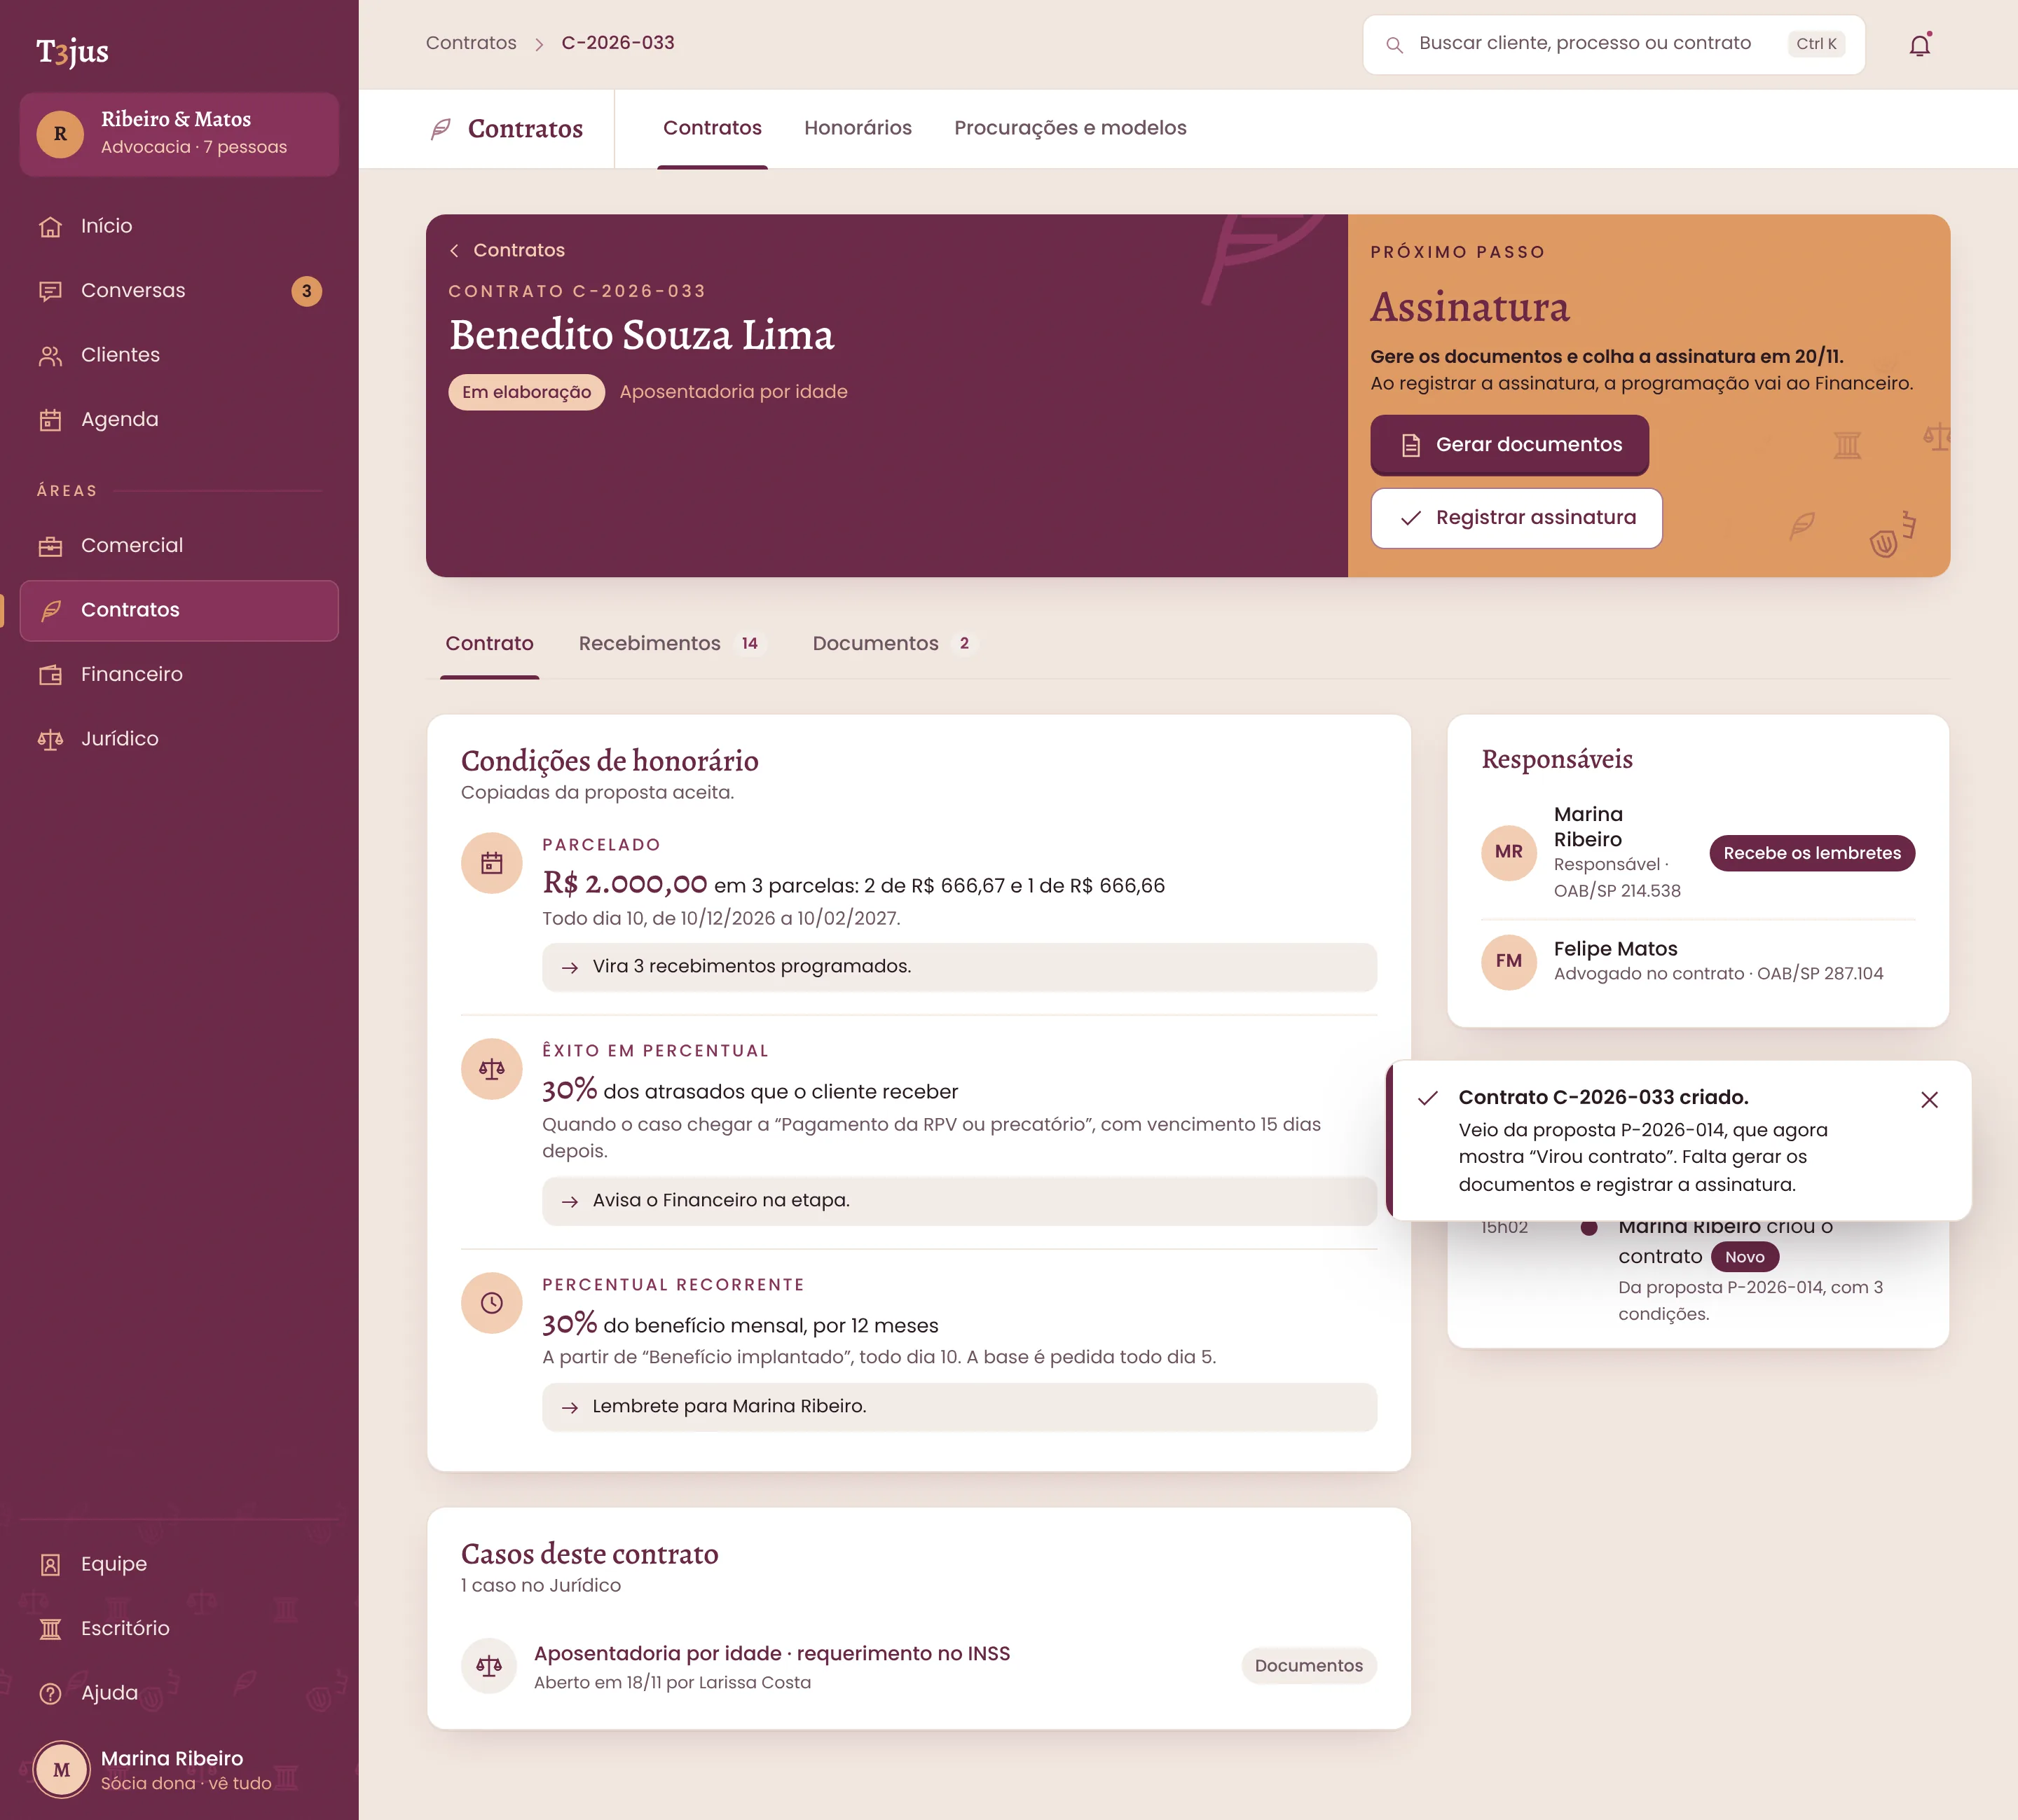 T3jus
R
Ribeiro & Matos
Advocacia · 7 pessoas
Início
Conversas
3
Clientes
Agenda
ÁREAS
Comercial
Contratos
Financeiro
Jurídico
Equipe
Escritório
Ajuda
M
Marina Ribeiro
Sócia dona · vê tudo
Contratos
C-2026-033
Buscar cliente, processo ou contrato
Ctrl K
Contratos
Contratos
Honorários
Procurações e modelos
Contratos
CONTRATO C-2026-033
Benedito Souza Lima
Em elaboração
Aposentadoria por idade
PRÓXIMO PASSO
Assinatura
Gere os documentos e colha a assinatura em 20/11.
Ao registrar a assinatura, a programação vai ao Financeiro.
Gerar documentos
Registrar assinatura
Contrato
Recebimentos
14
Documentos
2
Condições de honorário
Copiadas da proposta aceita.
PARCELADO
R$ 2.000,00 em 3 parcelas: 2 de R$ 666,67 e 1 de R$ 666,66
Todo dia 10, de 10/12/2026 a 10/02/2027.
Vira 3 recebimentos programados.
ÊXITO EM PERCENTUAL
30% dos atrasados que o cliente receber
Quando o caso chegar a “Pagamento da RPV ou precatório”, com vencimento 15 dias
depois.
Avisa o Financeiro na etapa.
PERCENTUAL RECORRENTE
30% do benefício mensal, por 12 meses
A partir de “Benefício implantado”, todo dia 10. A base é pedida todo dia 5.
Lembrete para Marina Ribeiro.
Casos deste contrato
1 caso no Jurídico
Aposentadoria por idade · requerimento no INSS
Aberto em 18/11 por Larissa Costa
Documentos
Responsáveis
MR
Marina
Ribeiro
Responsável ·
OAB/SP 214.538
Recebe os lembretes
FM
Felipe Matos
Advogado no contrato · OAB/SP 287.104
Contrato C-2026-033 criado.
Veio da proposta P-2026-014, que agora
mostra “Virou contrato”. Falta gerar os
documentos e registrar a assinatura.
15h02
Marina Ribeiro criou o
contrato
Novo
Da proposta P-2026-014, com 3
condições.